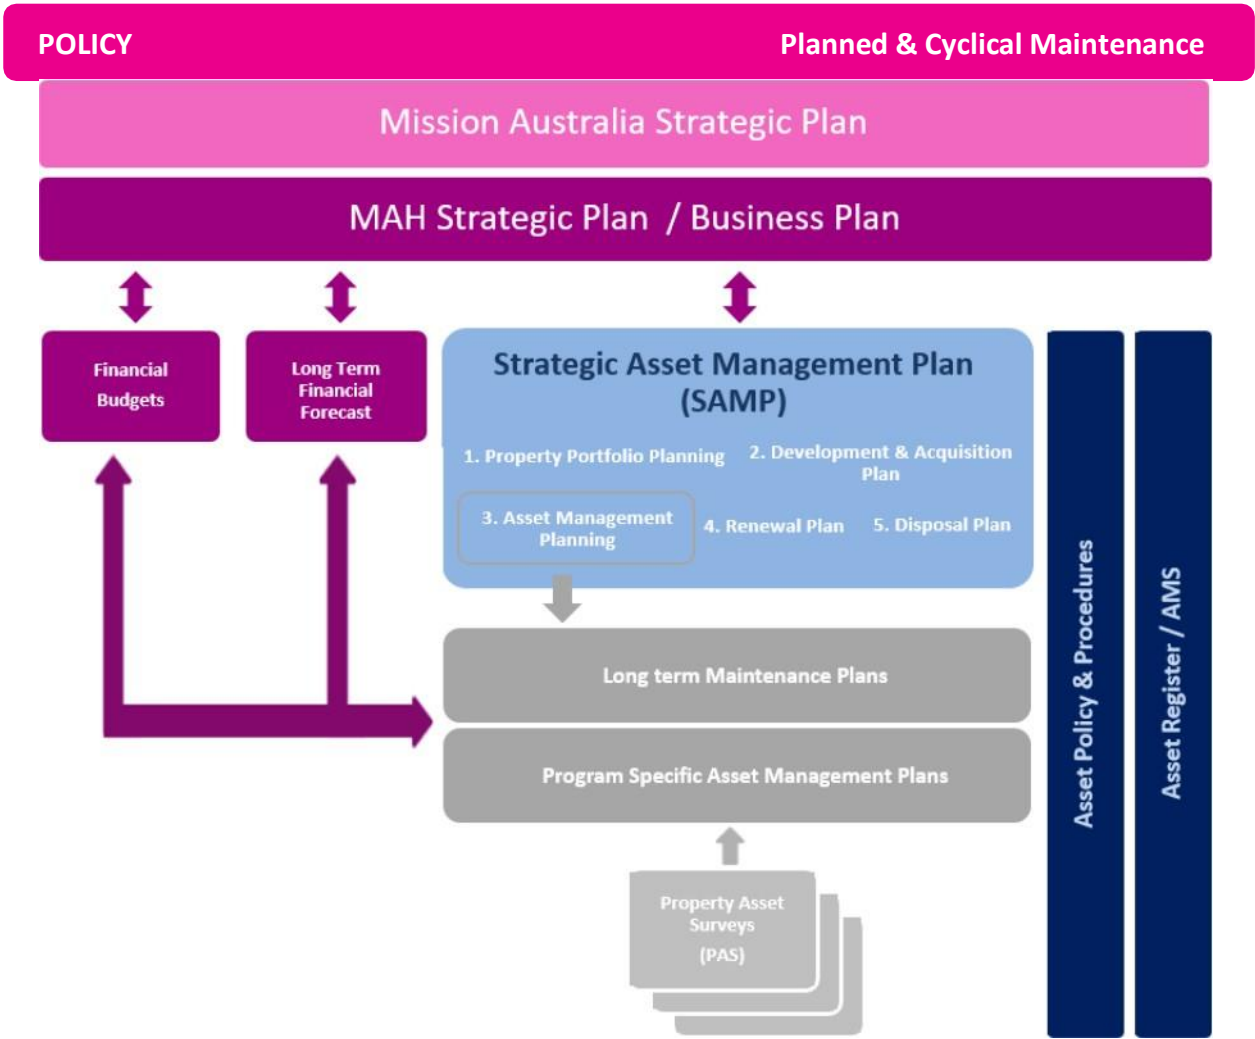 POLICY
Planned & Cyclical Maintenance
Mission Australia Strategic Plan
MAH Strategic Plan / Business Plan
Financial
Budgets
Long Term
Financial
Forecast
Strategic Asset Management Plan
(SAMP)
1. Property Portfolio Planning
2. Development & Acquisition
Plan
3. Asset Management
Planning
4. Renewal Plan
5. Disposal Plan
Long term Maintenance Plans
Program Specific Asset Management Plans
Property Asset
Surveys
(PAS)
Asset Policy & Procedures
Asset Register / AMS